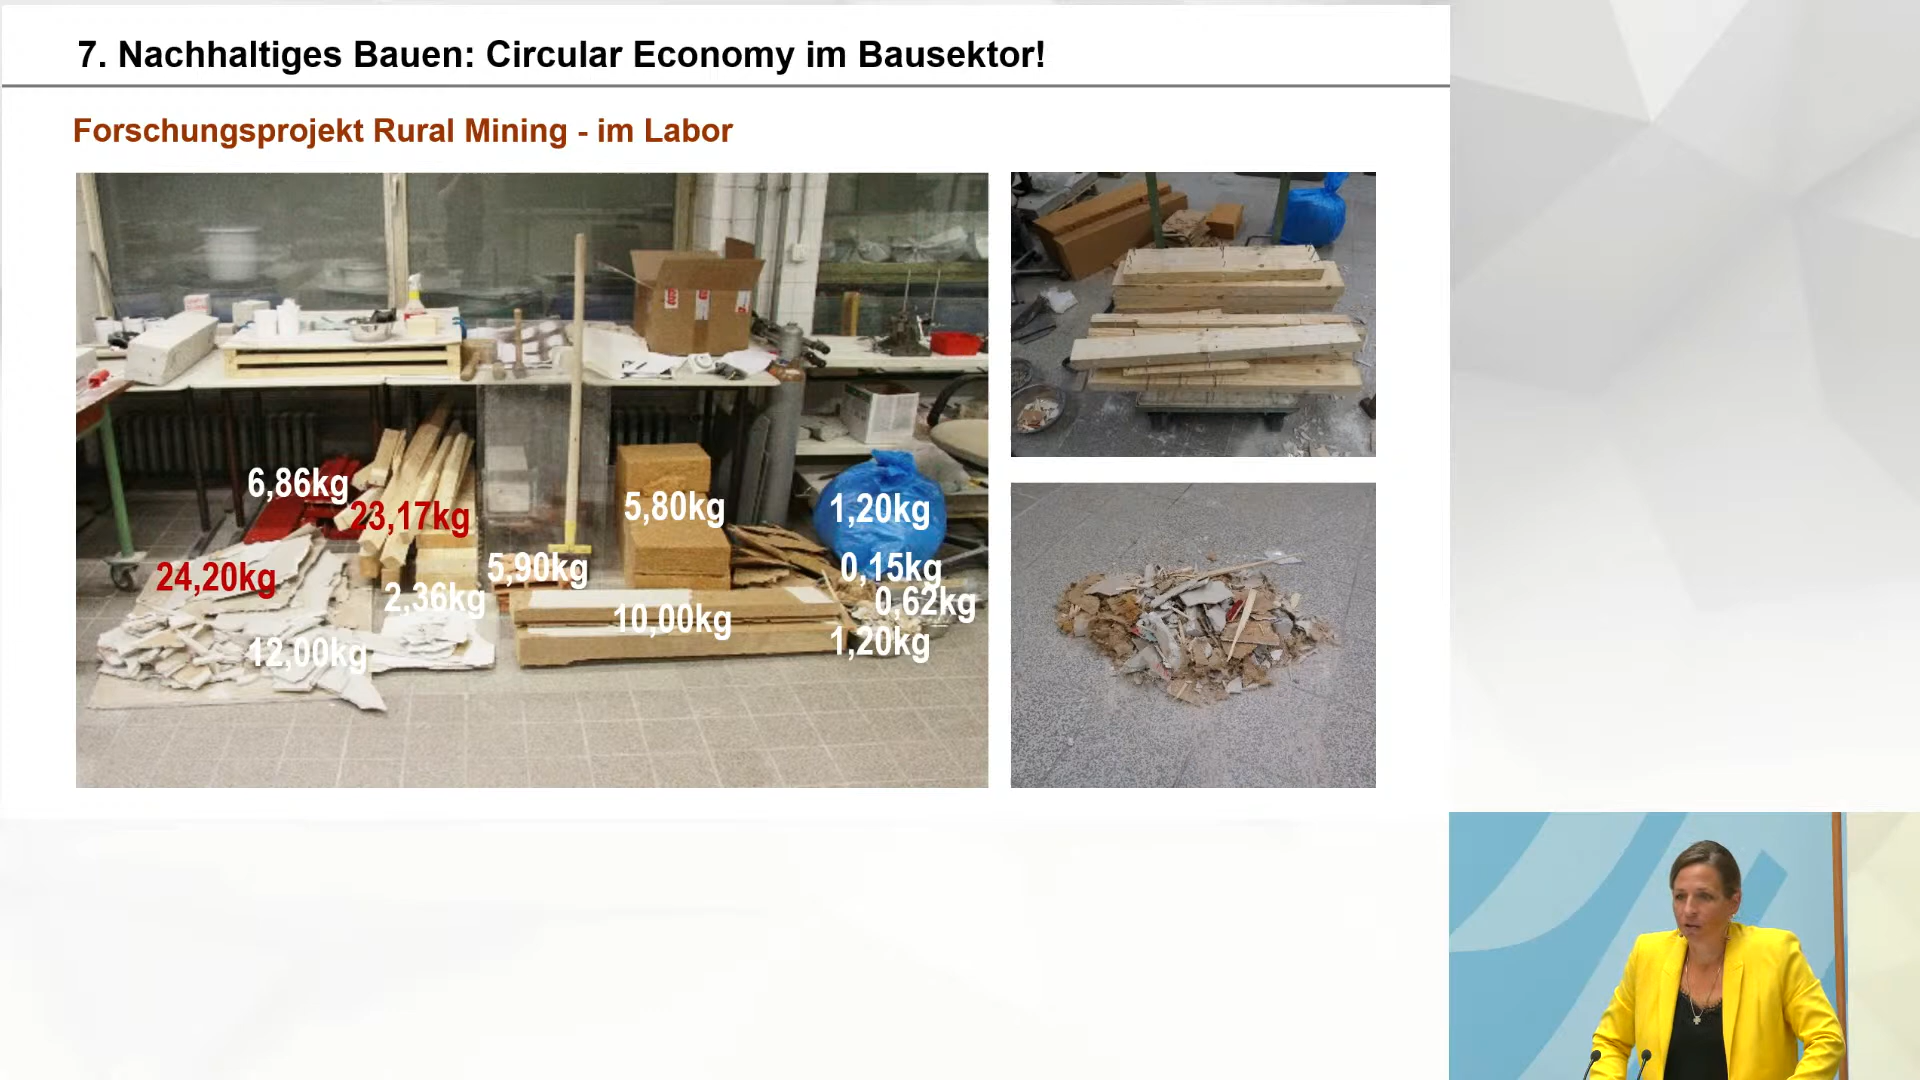 7. Nachhaltiges Bauen: Circular Economy im Bausektor!
Forschungsprojekt Rural Mining - im Labor
6,86kg
23,17kg
5,80kg
1,20kg
24,20kg
5,90kg
0,15kg
2,36kg
0,62kg
10,00kg
12,00kg
1,20kg